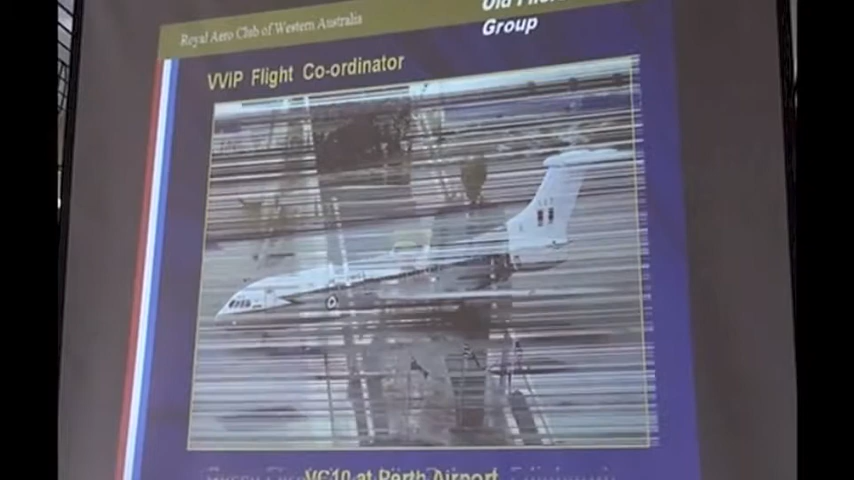 Royal Aero Club of Western Australia
Group
VVIP Flight Co-ordinator
VC10 at Perth Airport